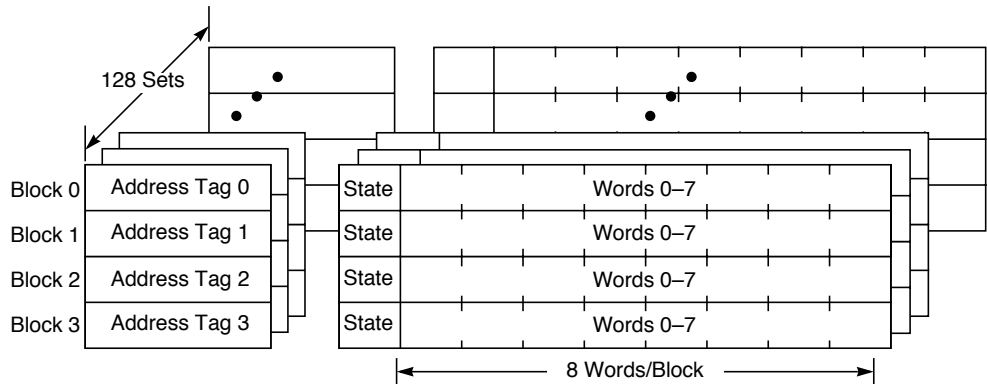 128 Sets
Block 0 Address Tag 0 State Words 0–7
Block 1 Address Tag 1 State Words 0–7
Block 2 Address Tag 2 State Words 0–7
Block 3 Address Tag 3 State Words 0–7
8 Words/Block